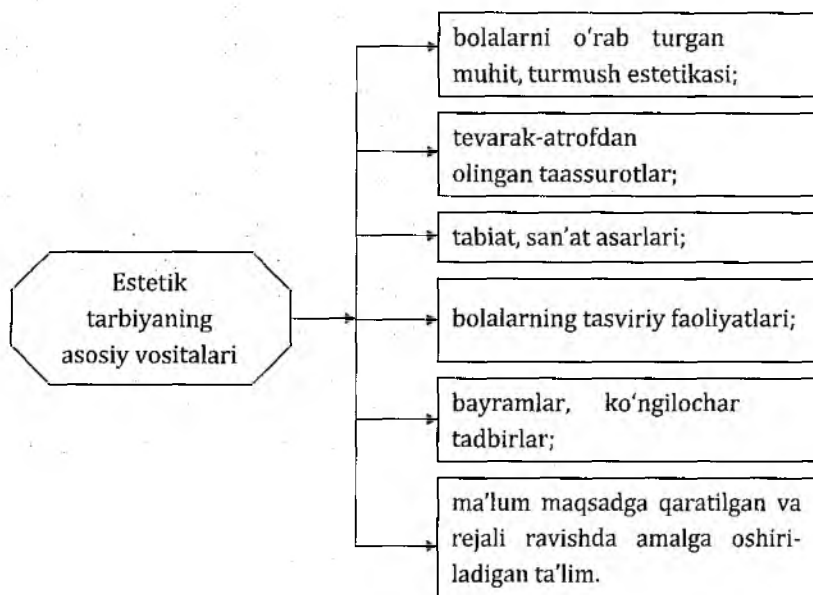 Estetik
tarbiyaning
asosiy vositalari
bolalarni o‘rab turgan
muhit, turmush estetikasi;
tevarak-atrofdan
olingan taassurotlar;
tabiat, san’at asarlari;
bolalarning tasviriy faoliyatlari;
bayramlar, ko‘ngilochar
tadbirlar;
ma’lum maqsadga qaratilgan va
rejali ravishda amalga oshiri-
ladigan ta’lim.